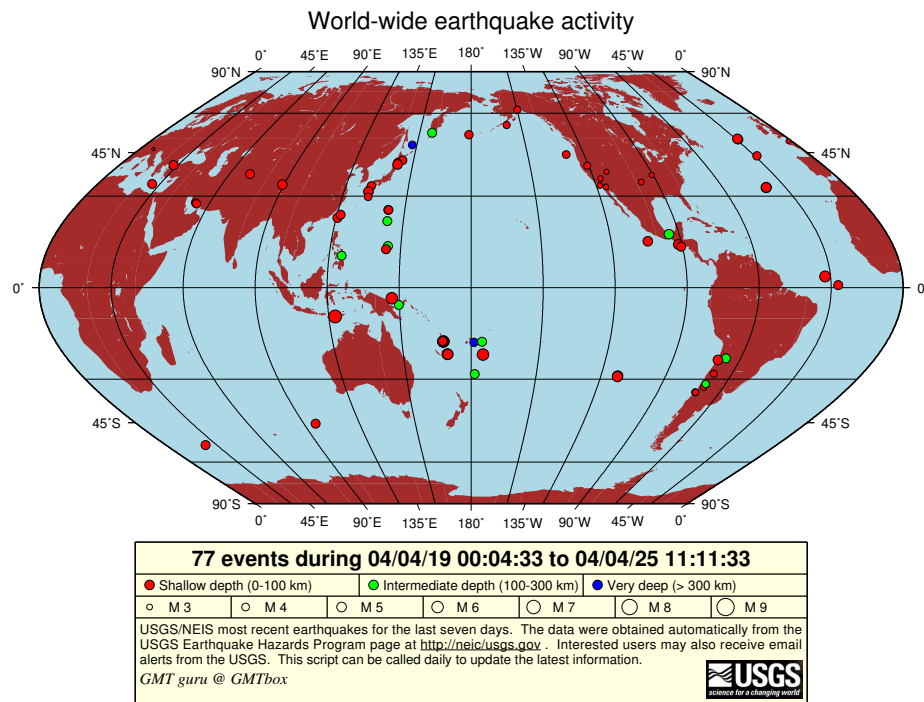 World-wide earthquake activity
0˚ 45˚E 90˚E 135˚E 180˚ 135˚W 90˚W 45˚W 0˚
90˚N 90˚N
45˚N 45˚N
0˚ 0˚
45˚S 45˚S
90˚S 90˚S
0˚ 45˚E 90˚E 135˚E 180˚ 135˚W 90˚W 45˚W 0˚
77 events during 04/04/19 00:04:33 to 04/04/25 11:11:33
Shallow depth (0-100 km) Intermediate depth (100-300 km) Very deep (> 300 km)
M 3 M 4 M 5 M 6 M 7 M 8 M 9
USGS/NEIS most recent earthquakes for the last seven days. The data were obtained automatically from the
USGS Earthquake Hazards Program page at http://neic/usgs.gov . Interested users may also receive email
alerts from the USGS. This script can be called daily to update the latest information.
GMT guru @ GMTbox
USGS
science for a changing world